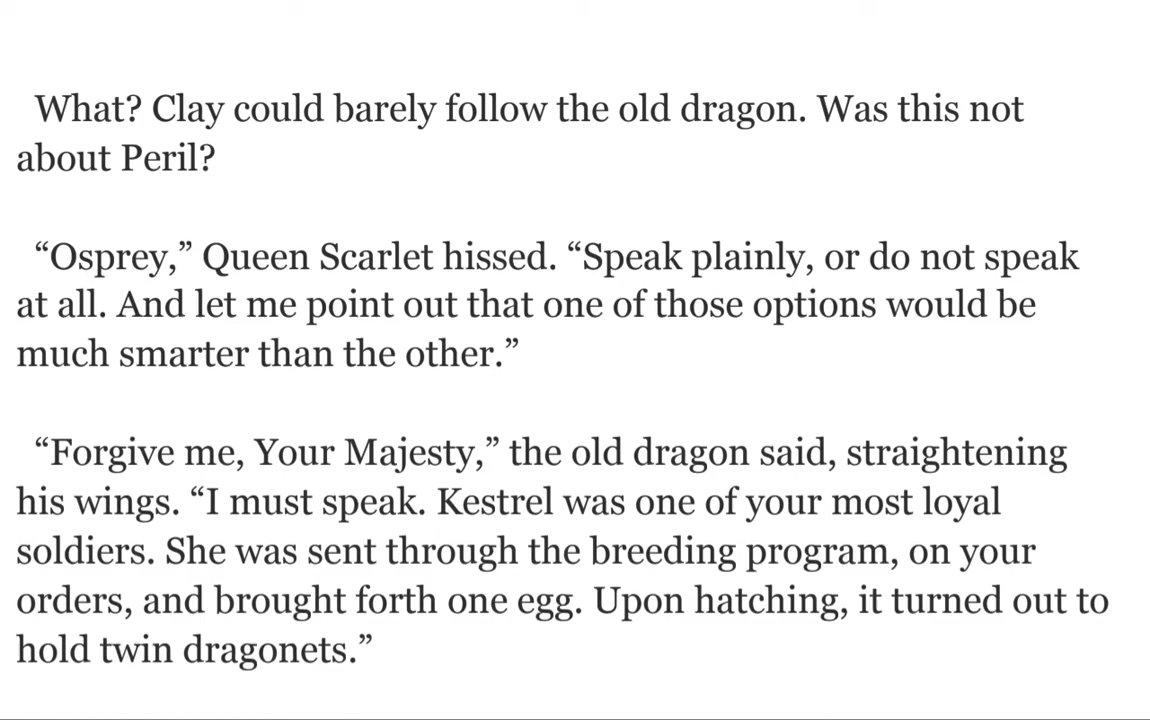 What? Clay could barely follow the old dragon. Was this not
about Peril?
“Osprey,” Queen Scarlet hissed. “Speak plainly, or do not speak
at all. And let me point out that one of those options would be
much smarter than the other.”
“Forgive me, Your Majesty,” the old dragon said, straightening
his wings. “I must speak. Kestrel was one of your most loyal
soldiers. She was sent through the breeding program, on your
orders, and brought forth one egg. Upon hatching, it turned out to
hold twin dragonets.”